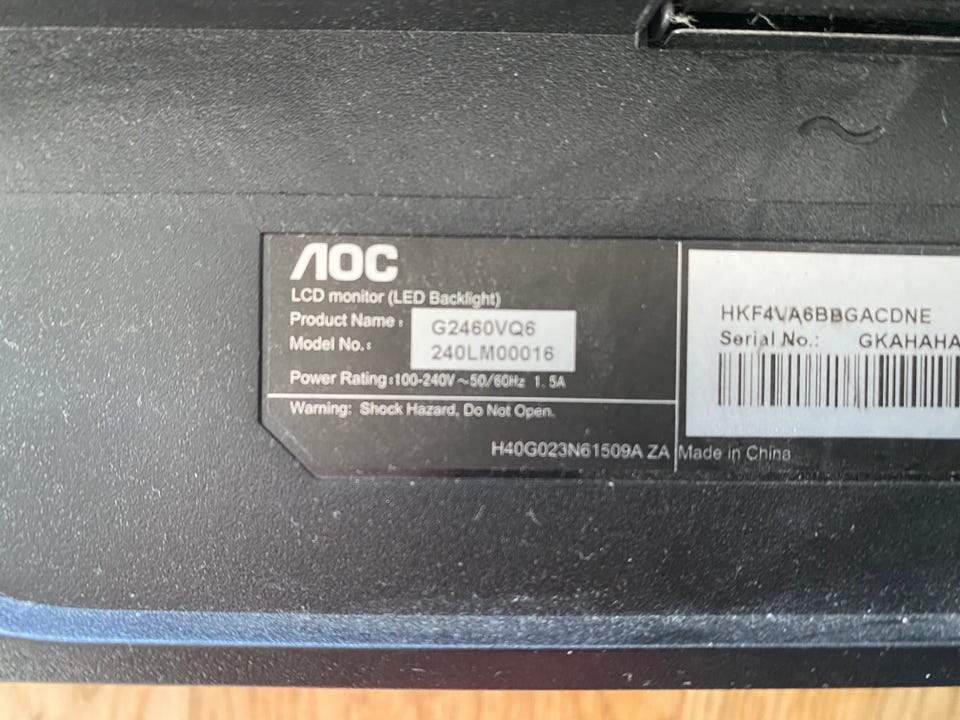 AOC
LCD monitor (LED Backlight)
Product Name : G2460VQ6
Model No.: 240LM00016
Power Rating:100-240V~50/60Hz 1.5A
Warning: Shock Hazard, Do Not Open.
H40G023N61509A ZA
HKF4VA6BBGACDNE
Serial No.: GKAHAHA
Made in China